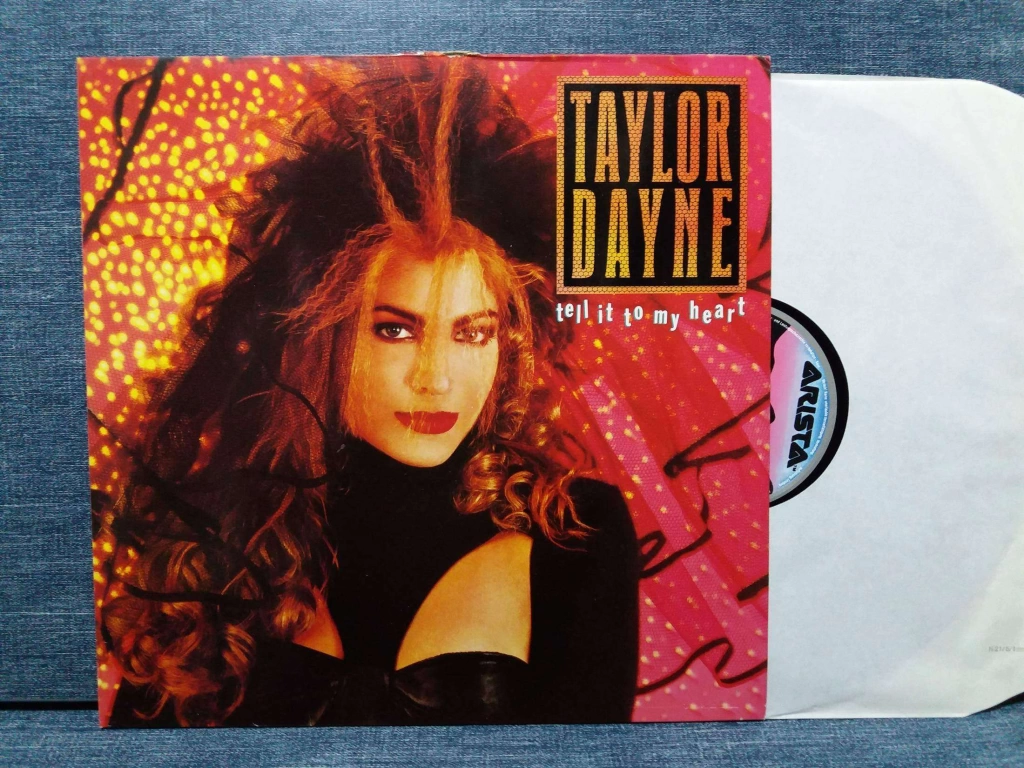 TAYLOR
DAYNE
tell it to my heart
ARISTA